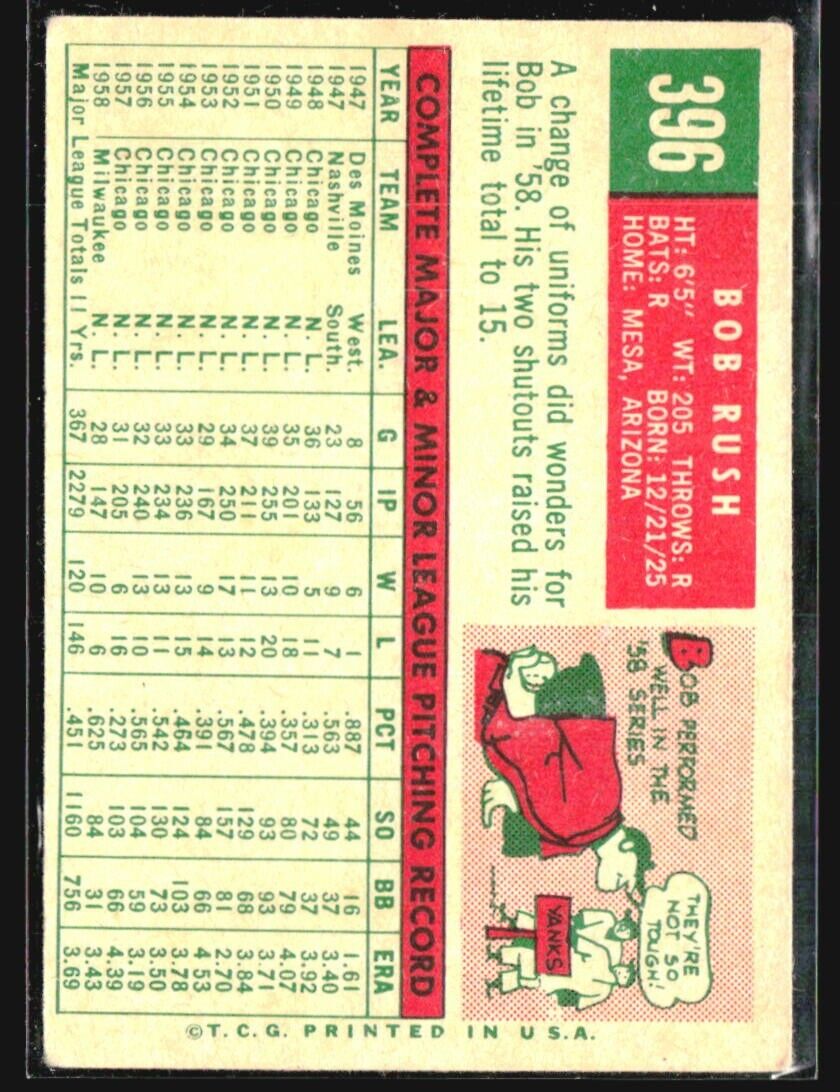 396
BOB RUSH
HT: 6'5" WT: 205 THROWS: R
BATS: R BORN: 12/21/25
HOME: MESA, ARIZONA
A change of uniforms did wonders for
Bob in '58. His two shutouts raised his
lifetime total to 15.
BOB PERFORMED
WELL IN THE
'58 SERIES
THEY'RE
NOT SO
TOUGH!
YANKS
COMPLETE MAJOR & MINOR LEAGUE PITCHING RECORD
YEAR TEAM LEA. G IP W L PCT SO BB ERA
1947 Des Moines West. 8 56 6 1 .887 44 16 1.61
1947 Nashville South. 23 127 9 7 .563 49 37 3.40
1948 Chicago N. L. 36 133 5 11 .313 72 37 3.92
1949 Chicago N. L. 35 201 10 18 .357 80 79 4.07
1950 Chicago N. L. 39 255 13 20 .394 93 93 3.71
1951 Chicago N. L. 37 211 11 12 .478 129 68 3.84
1952 Chicago N. L. 34 250 17 13 .567 157 81 2.70
1953 Chicago N. L. 29 167 9 14 .391 84 66 4.53
1954 Chicago N. L. 33 236 13 15 .464 124 103 3.78
1955 Chicago N. L. 33 234 13 11 .542 130 73 3.50
1956 Chicago N. L. 32 240 13 10 .565 104 59 3.19
1957 Chicago N. L. 31 205 6 16 .273 103 66 4.39
1958 Milwaukee N. L. 28 147 10 6 .625 84 31 3.43
Major League Totals 11 Yrs. 367 2279 120 146 .451 1160 756 3.69
© T. C. G. PRINTED IN U S.A.